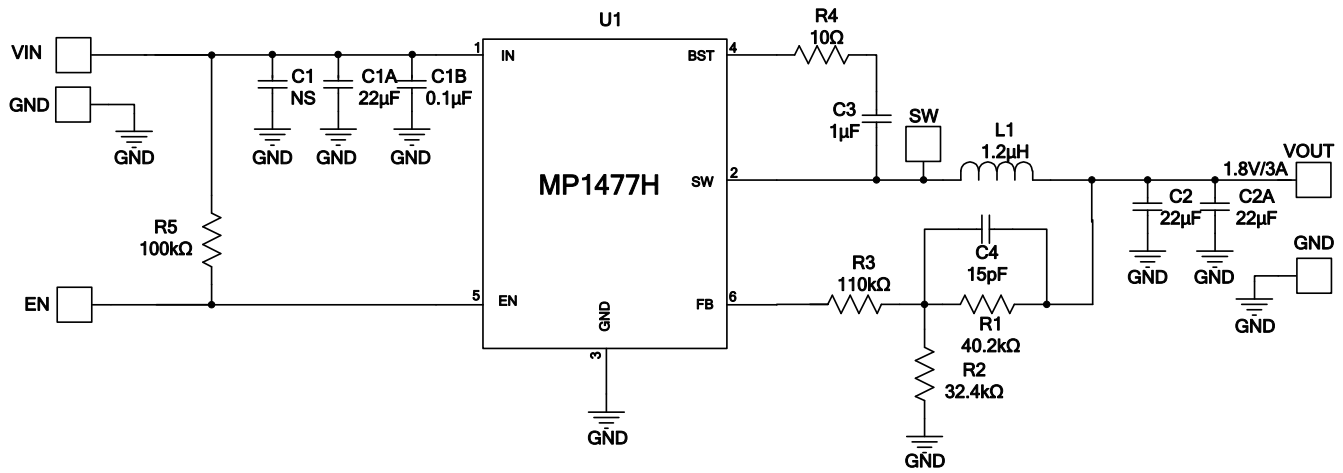 U1
VIN
1
IN
BST
4
R4
10Ω
C1
NS
C1A
22µF
C1B
0.1µF
GND
GND
GND
GND
GND
C3
1µF
SW
L1
1.2µH
VOUT
1.8V/3A
MP1477H
SW
2
C2
22µF
C2A
22µF
GND
GND
R5
100kΩ
C4
15pF
GND
GND
R3
110kΩ
EN
5
EN
FB
6
R1
40.2kΩ
GND
3
R2
32.4kΩ
GND
GND